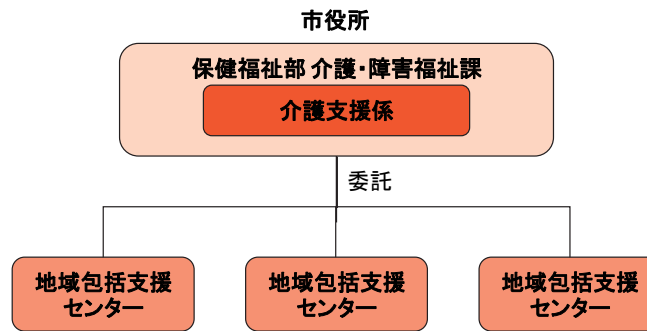 市役所
保健福祉部 介護・障害福祉課
介護支援係
委託
地域包括支援
センター
地域包括支援
センター
地域包括支援
センター